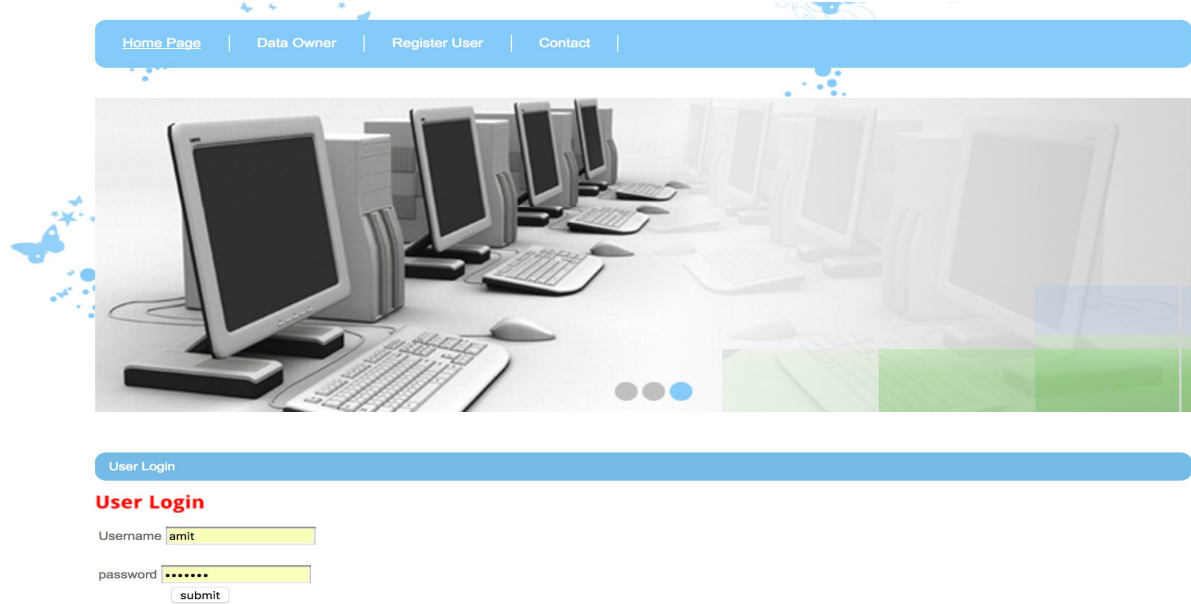 Home Page Data Owner Register User Contact
User Login
User Login
Username amit
password •••••••
submit